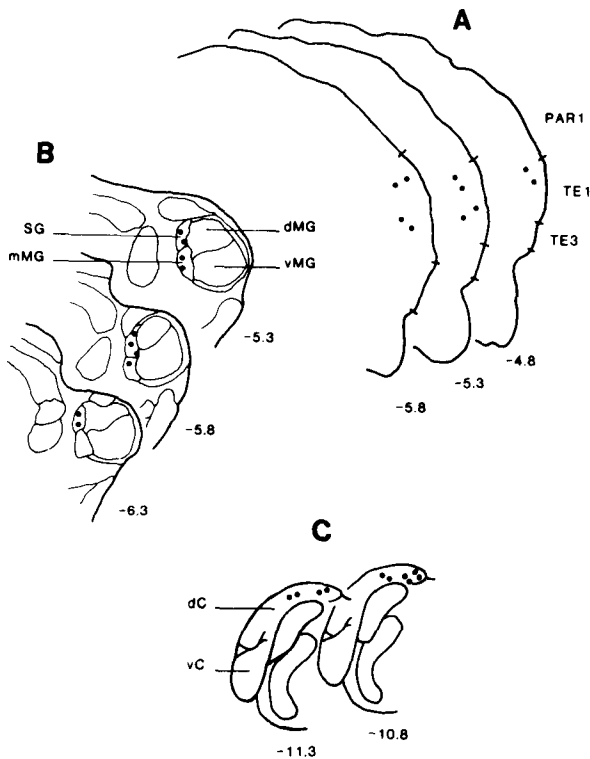 A
PAR1
TE1
TE3
-4.8
-5.3
-5.8
B
SG
mMG
dMG
vMG
-5.3
-5.8
-6.3
C
dC
vC
-10.8
-11.3